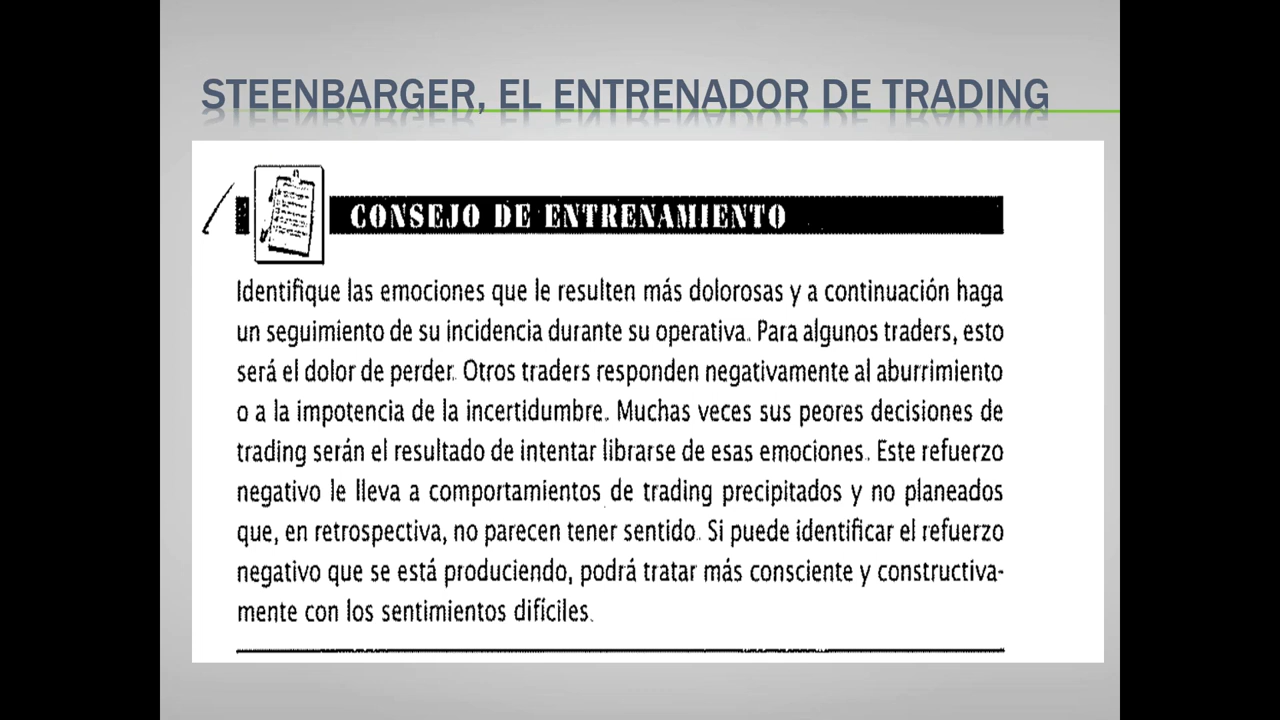 STEENBARGER, EL ENTRENADOR DE TRADING
CONSEJO DE ENTRENAMIENTO
Identifique las emociones que le resulten más dolorosas y a continuación haga
un seguimiento de su incidencia durante su operativa. Para algunos traders, esto
será el dolor de perder. Otros traders responden negativamente al aburrimiento
o a la impotencia de la incertidumbre. Muchas veces sus peores decisiones de
trading serán el resultado de intentar librarse de esas emociones. Este refuerzo
negativo le lleva a comportamientos de trading precipitados y no planeados
que, en retrospectiva, no parecen tener sentido. Si puede identificar el refuerzo
negativo que se está produciendo, podrá tratar más consciente y constructiva-
mente con los sentimientos difíciles.